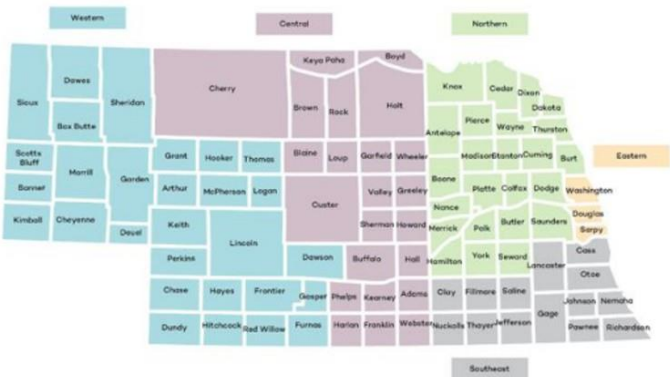 Western
Central
Northern
Keya Paha
Boyd
Cherry
Knox
Cedar
Dixon
Dakota
Sioux
Dawes
Sheridan
Box Butte
Brown
Rock
Holt
Antelope
Pierce
Wayne
Thurston
Scotts
Bluff
Morrill
Garden
Grant
Hooker
Thomas
Blaine
Loup
Garfield
Wheeler
Madison
Stanton
Cuming
Burt
Eastern
Banner
Arthur
McPherson
Logan
Custer
Valley
Greeley
Boone
Platte
Colfax
Dodge
Washington
Kimball
Cheyenne
Deuel
Keith
Lincoln
Sherman
Howard
Nance
Merrick
Polk
Butler
Saunders
Douglas
Sarpy
Perkins
Dawson
Buffalo
Hall
Hamilton
York
Seward
Lancaster
Cass
Otoe
Chase
Hayes
Frontier
Gosper
Phelps
Kearney
Adams
Clay
Fillmore
Saline
Gage
Johnson
Nemaha
Dundy
Hitchcock
Red Willow
Furnas
Harlan
Franklin
Webster
Nuckolls
Thayer
Jefferson
Pawnee
Richardson
Southeast